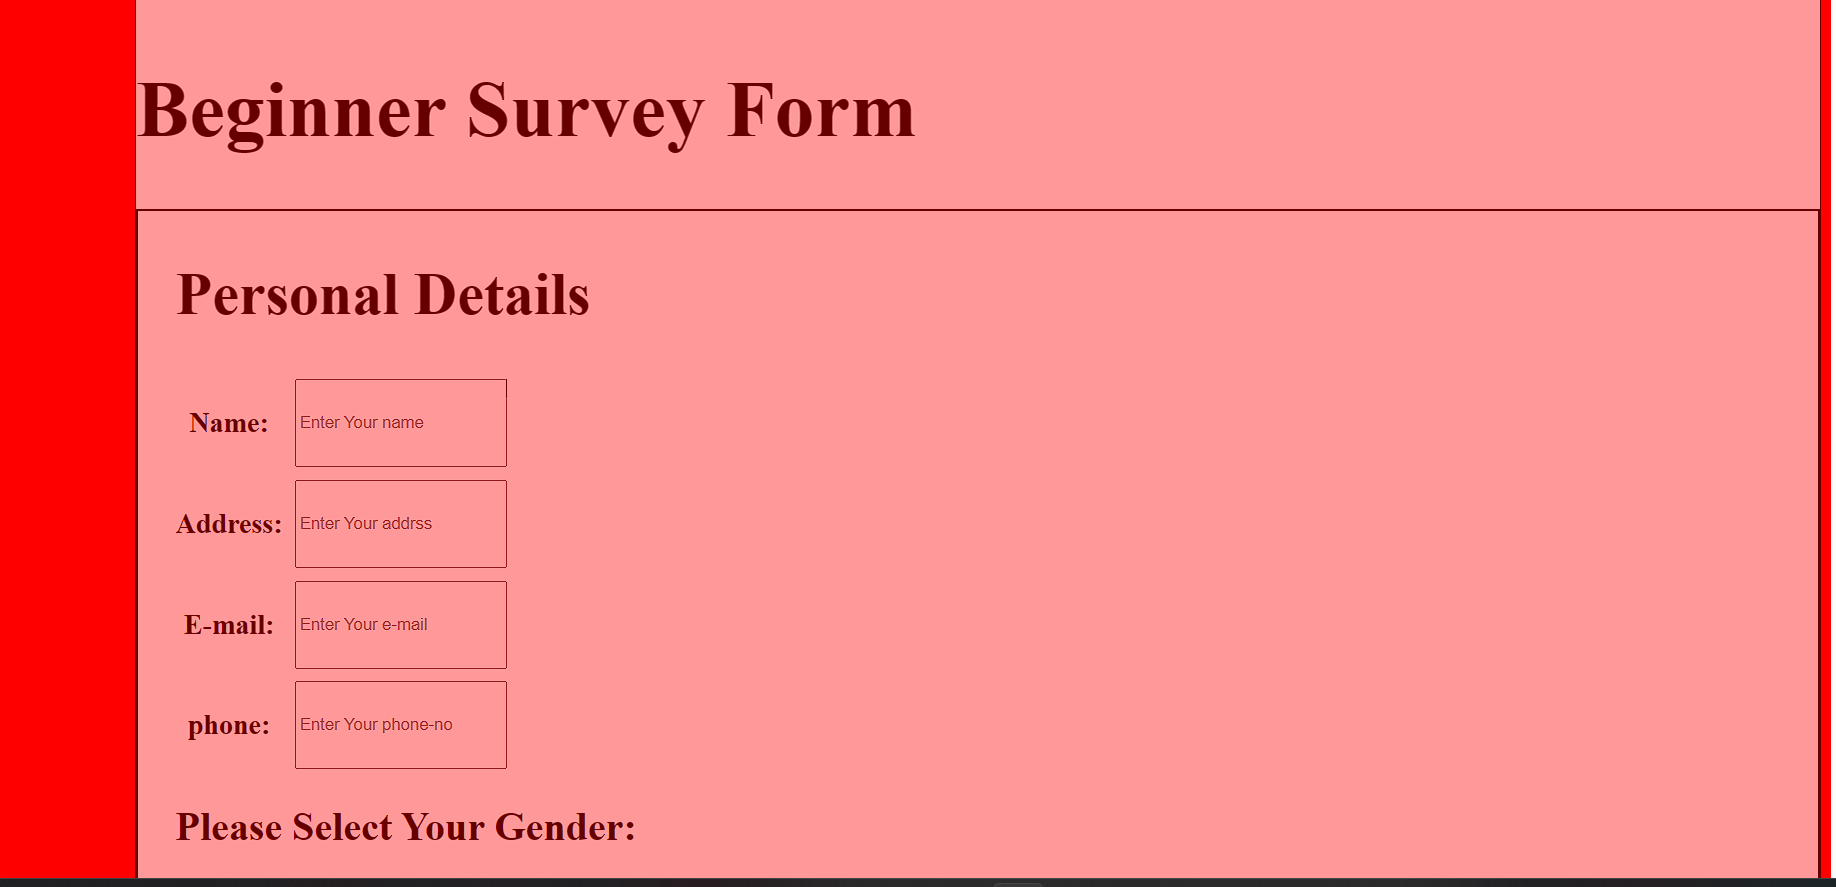 Beginner Survey Form
Personal Details
Name: Enter Your name
Address: Enter Your addrss
E-mail: Enter Your e-mail
phone: Enter Your phone-no
Please Select Your Gender: